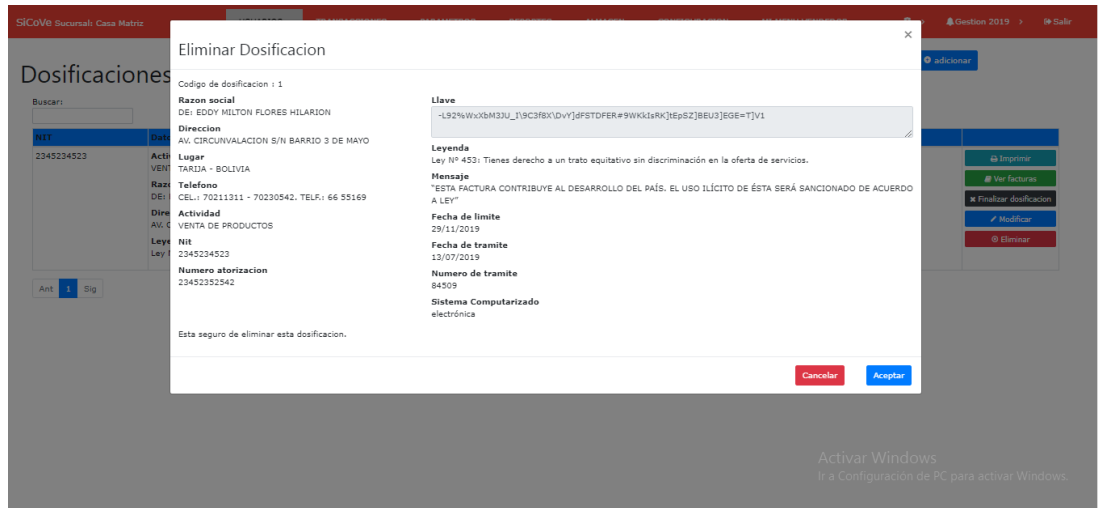 SiCoVe Sucursal: Casa Matriz
Gestion 2019 > Salir
×
Eliminar Dosificacion
adicionar
Dosificaciones
Codigo de dosificacion : 1
Razon social
DE: EDDY MILTON FLORES HILARION
Direccion
AV. CIRCUNVALACION S/N BARRIO 3 DE MAYO
Lugar
TARIJA - BOLIVIA
Telefono
CEL.: 70211311 - 70230542. TELF.: 66 55169
Actividad
VENTA DE PRODUCTOS
Nit
2345234523
Numero atorizacion
23452352542
Llave
-L92%WxXbM3JU_I\9C3f8X\DvY]dFSTDFER#9WKkIsRK]tEpSZ]BEU3]EGE=T]V1
Leyenda
Ley Nº 453: Tienes derecho a un trato equitativo sin discriminación en la oferta de servicios.
Mensaje
"ESTA FACTURA CONTRIBUYE AL DESARROLLO DEL PAÍS. EL USO ILÍCITO DE ÉSTA SERÁ SANCIONADO DE ACUERDO
A LEY"
Fecha de limite
29/11/2019
Fecha de tramite
13/07/2019
Numero de tramite
84509
Sistema Computarizado
electrónica
Esta seguro de eliminar esta dosificacion.
Cancelar Aceptar
Buscar:
NIT
2345234523
Imprimir
Ver facturas
Finalizar dosificacion
Modificar
Eliminar
Ant 1 Sig
Activar Windows
Ir a Configuración de PC para activar Windows.